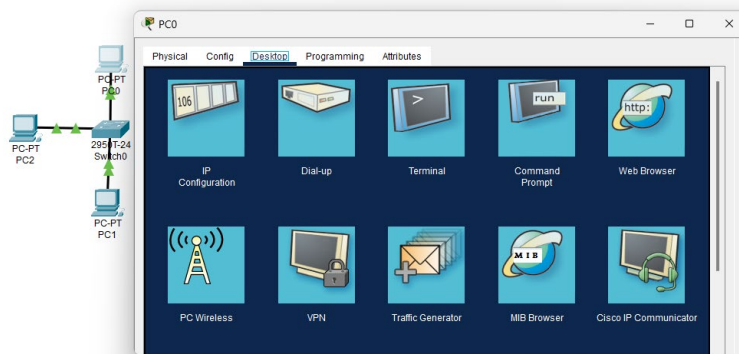 PC0
Physical Config Desktop Programming Attributes
PC-PT
PC0
PC-PT
PC2
2950T-24
Switch0
PC-PT
PC1
106
IP
Configuration
Dial-up
>
Terminal
run
Command
Prompt
http:
Web Browser
PC Wireless
VPN
Traffic Generator
MIB
MIB Browser
Cisco IP Communicator